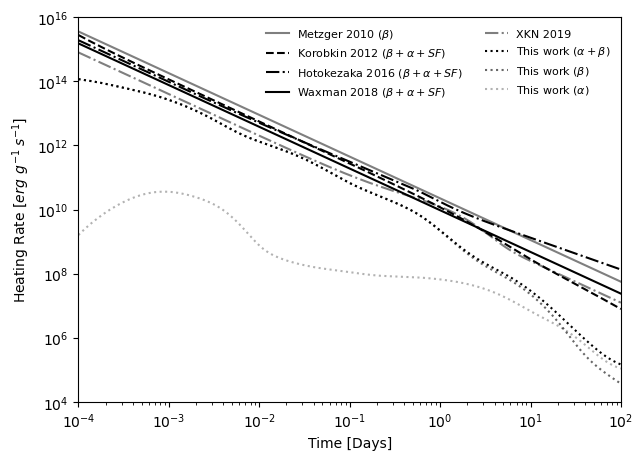 10^16
10^14
10^12
10^10
10^8
10^6
10^4
Heating Rate [erg g^−1 s^−1]
Metzger 2010 (β)
Korobkin 2012 (β + α + SF)
Hotokezaka 2016 (β + α + SF)
Waxman 2018 (β + α + SF)
XKN 2019
This work (α + β)
This work (β)
This work (α)
10^−4 10^−3 10^−2 10^−1 10^0 10^1 10^2
Time [Days]